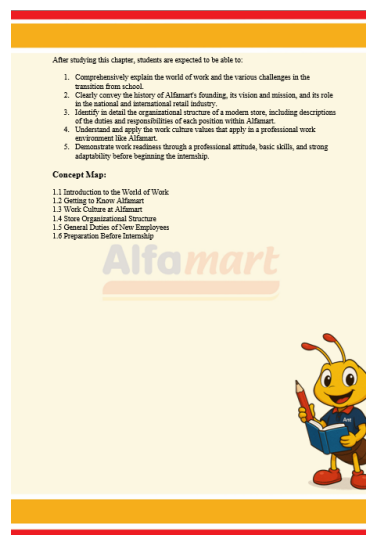 After studying this chapter, students are expected to be able to:
1. Comprehensively explain the world of work and the various challenges in the
transition from school.
2. Clearly convey the history of Alfamart's founding, its vision and mission, and its role
in the national and international retail industry.
3. Identify in detail the organizational structure of a modern store, including descriptions
of the duties and responsibilities of each position within Alfamart.
4. Understand and apply the work culture values that apply in a professional work
environment like Alfamart.
5. Demonstrate work readiness through a professional attitude, basic skills, and strong
adaptability before beginning the internship.
Concept Map:
1.1 Introduction to the World of Work
1.2 Getting to Know Alfamart
1.3 Work Culture at Alfamart
1.4 Store Organizational Structure
1.5 General Duties of New Employees
1.6 Preparation Before Internship
Alfamart